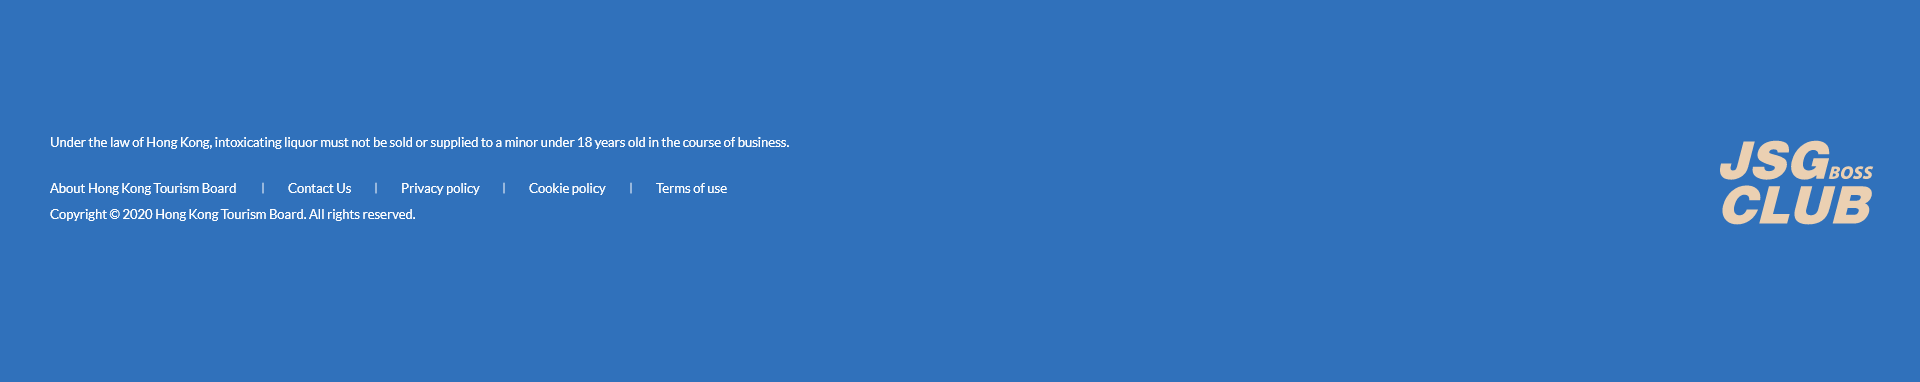 Under the law of Hong Kong, intoxicating liquor must not be sold or supplied to a minor under 18 years old in the course of business.
About Hong Kong Tourism Board | Contact Us | Privacy policy | Cookie policy | Terms of use
Copyright © 2020 Hong Kong Tourism Board. All rights reserved.
JSG BOSS
CLUB